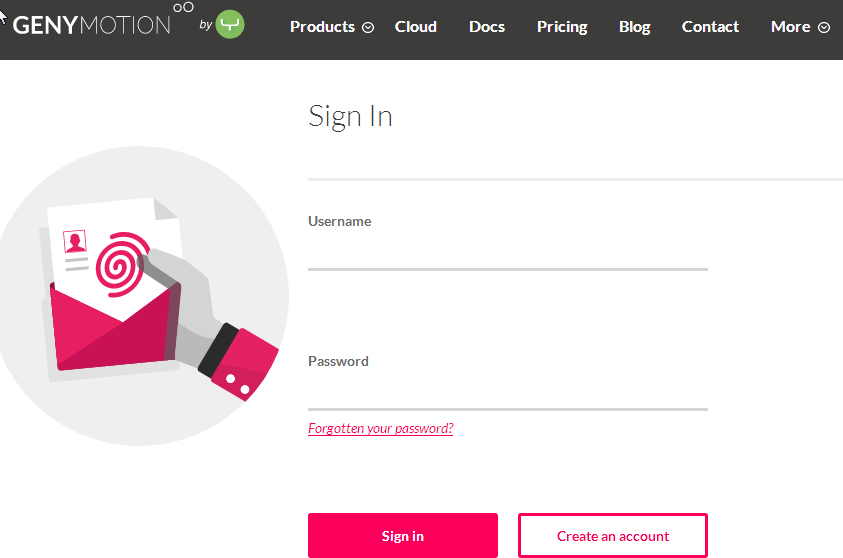 GENYMOTION by Products Cloud Docs Pricing Blog Contact More
Sign In
Username
Password
Forgotten your password?
Sign in Create an account